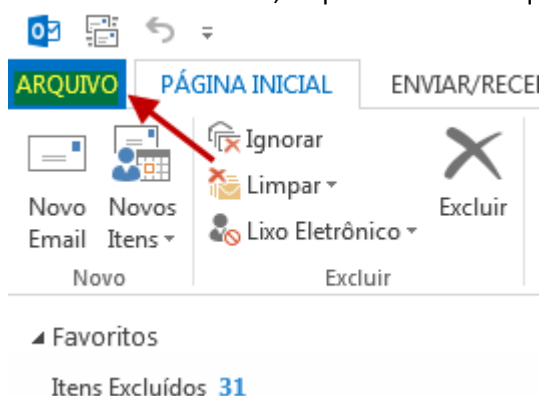 ARQUIVO PÁGINA INICIAL ENVIAR/RECE
Ignorar
Limpar
Lixo Eletrônico
Novo Email
Novos Itens
Excluir
Novo
Excluir
Favoritos
Itens Excluídos 31